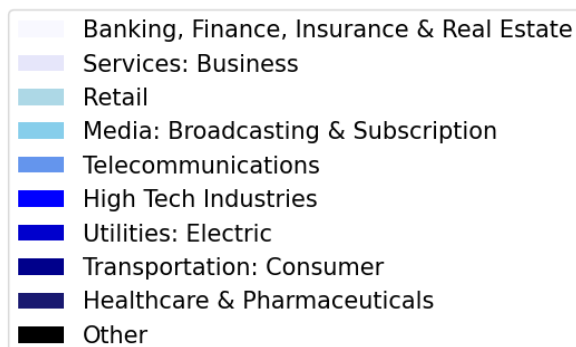 Banking, Finance, Insurance & Real Estate
Services: Business
Retail
Media: Broadcasting & Subscription
Telecommunications
High Tech Industries
Utilities: Electric
Transportation: Consumer
Healthcare & Pharmaceuticals
Other